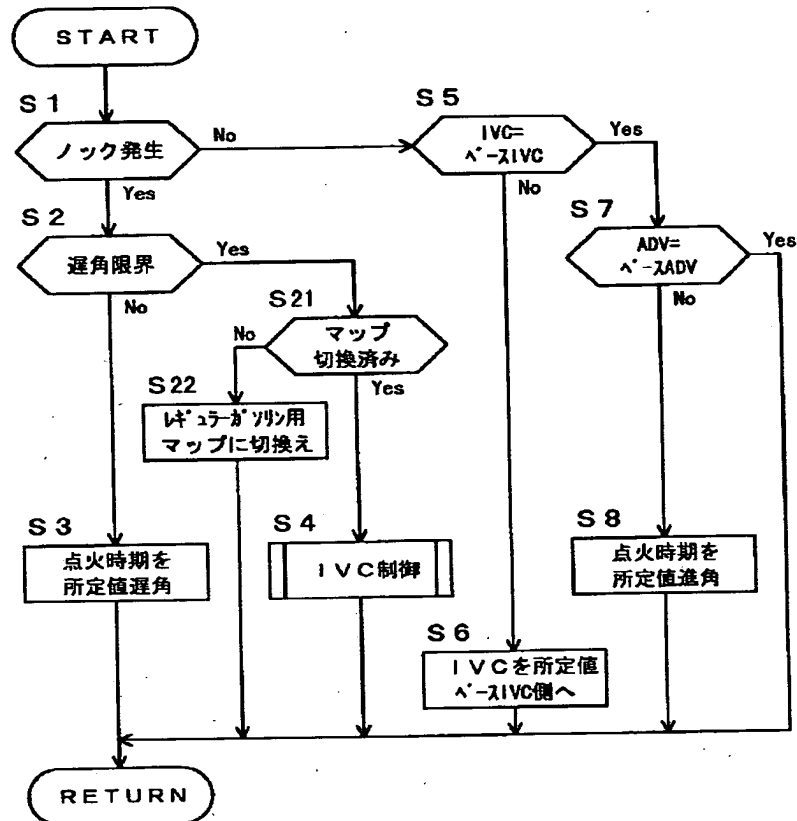 START
S1
ノック発生
No
Yes
S5
IVC=
ベースIVC
Yes
No
S2
遅角限界
Yes
No
S7
ADV=
ベースADV
Yes
No
S21
マップ
切換済み
No
Yes
S22
レギュラーガソリン用
マップに切換え
S3
点火時期を
所定値遅角
S4
IVC制御
S8
点火時期を
所定値進角
S6
IVCを所定値
ベースIVC側へ
RETURN